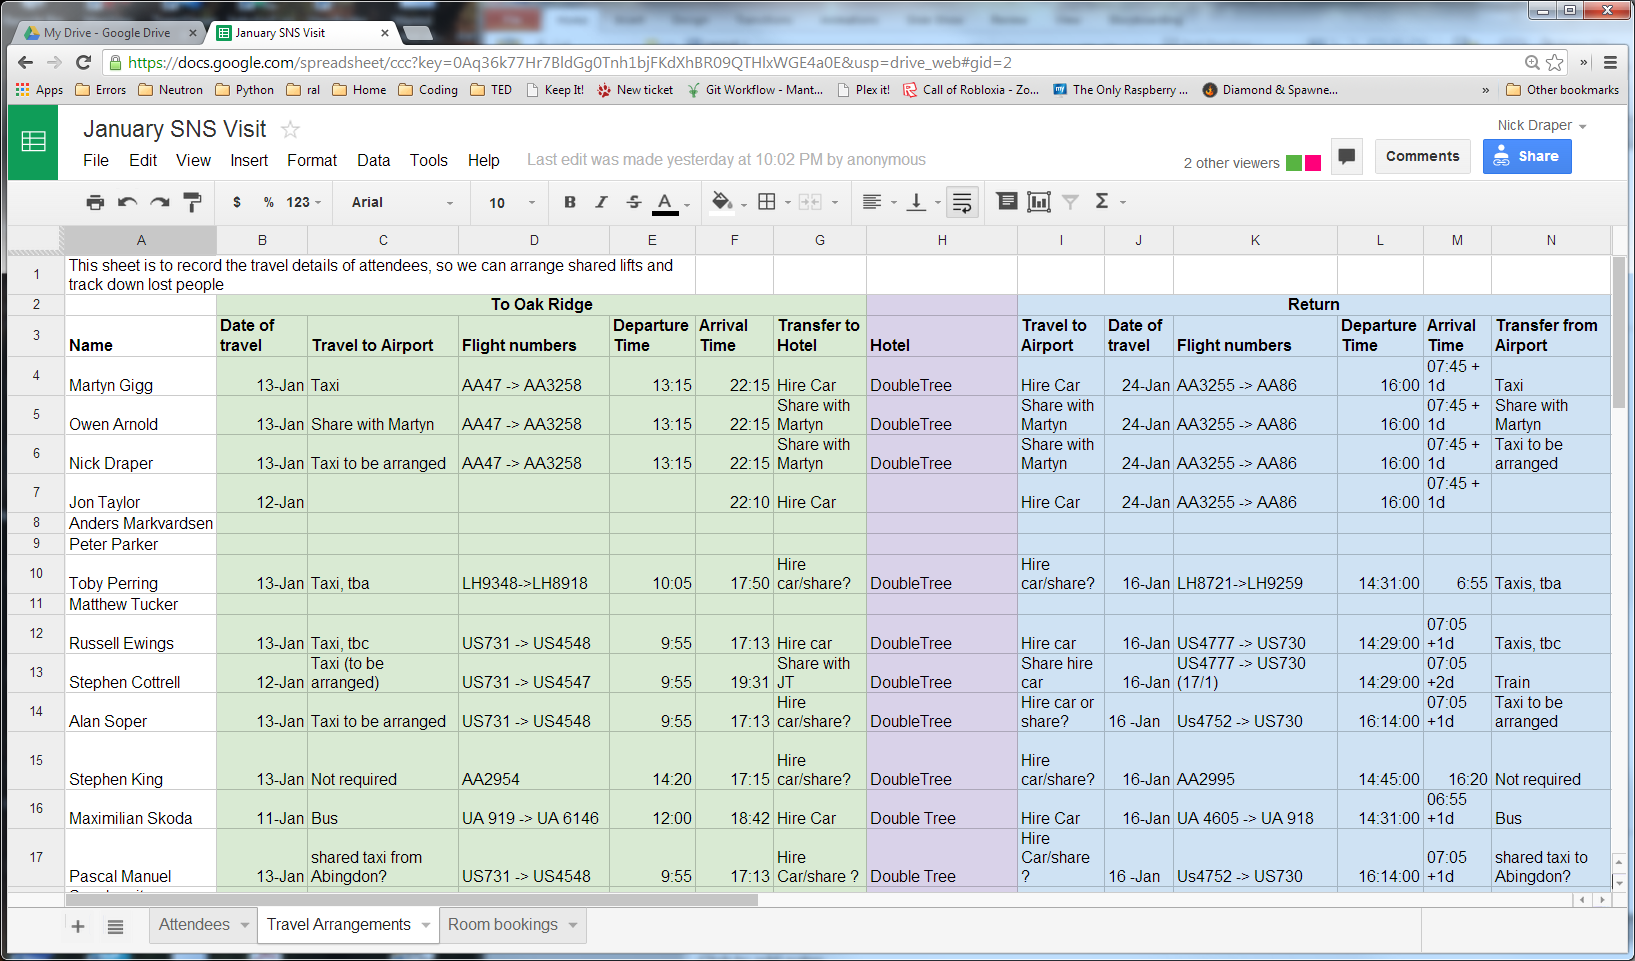 My Drive - Google Drive
January SNS Visit
https://docs.google.com/spreadsheet/ccc?key=0Aq36k77Hr7BldGg0Tnh1bjFKdXhBR09QTHlxWGE4a0E&usp=drive_web#gid=2
Apps Errors Neutron Python ral Home Coding TED Keep It! New ticket Git Workflow - Mant... Plex it! Call of Robloxia - Zo... The Only Raspberry ... Diamond & Spawne... » Other bookmarks
January SNS Visit
Nick Draper
File Edit View Insert Format Data Tools Help Last edit was made yesterday at 10:02 PM by anonymous
2 other viewers Comments Share
$ % 123 Arial 10 B I S A Σ
A B C D E F G H I J K L M N
1 This sheet is to record the travel details of attendees, so we can arrange shared lifts and
track down lost people
2 To Oak Ridge Return
3 Name Date of travel Travel to Airport Flight numbers Departure Time Arrival Time Transfer to Hotel Hotel Travel to Airport Date of travel Flight numbers Departure Time Arrival Time Transfer from Airport
4 Martyn Gigg 13-Jan Taxi AA47 -> AA3258 13:15 22:15 Hire Car DoubleTree Hire Car 24-Jan AA3255 -> AA86 16:00 07:45 + 1d Taxi
5 Owen Arnold 13-Jan Share with Martyn AA47 -> AA3258 13:15 22:15 Share with Martyn DoubleTree Share with Martyn 24-Jan AA3255 -> AA86 16:00 07:45 + 1d Share with Martyn
6 Nick Draper 13-Jan Taxi to be arranged AA47 -> AA3258 13:15 22:15 Share with Martyn DoubleTree Share with Martyn 24-Jan AA3255 -> AA86 16:00 07:45 + 1d Taxi to be arranged
7 Jon Taylor 12-Jan 22:10 Hire Car Hire Car 24-Jan AA3255 -> AA86 16:00 07:45 + 1d
8 Anders Markvardsen
9 Peter Parker
10 Toby Perring 13-Jan Taxi, tba LH9348->LH8918 10:05 17:50 Hire car/share? DoubleTree Hire car/share? 16-Jan LH8721->LH9259 14:31:00 6:55 Taxis, tba
11 Matthew Tucker
12 Russell Ewings 13-Jan Taxi, tbc US731 -> US4548 9:55 17:13 Hire car DoubleTree Hire car 16-Jan US4777 -> US730 14:29:00 07:05 +1d Taxis, tbc
13 Stephen Cottrell 12-Jan Taxi (to be arranged) US731 -> US4547 9:55 19:31 Share with JT DoubleTree Share hire car 16-Jan US4777 -> US730 (17/1) 14:29:00 07:05 +2d Train
14 Alan Soper 13-Jan Taxi to be arranged US731 -> US4548 9:55 17:13 Hire car/share? DoubleTree Hire car or share? 16 -Jan Us4752 -> US730 16:14:00 07:05 +1d Taxi to be arranged
15 Stephen King 13-Jan Not required AA2954 14:20 17:15 Hire car/share? DoubleTree Hire car/share? 16-Jan AA2995 14:45:00 16:20 Not required
16 Maximilian Skoda 11-Jan Bus UA 919 -> UA 6146 12:00 18:42 Hire Car Double Tree Hire Car 16-Jan UA 4605 -> UA 918 14:31:00 06:55 +1d Bus
17 Pascal Manuel 13-Jan shared taxi from Abingdon? US731 -> US4548 9:55 17:13 Hire Car/share ? Double Tree Hire Car/share ? 16 -Jan Us4752 -> US730 16:14:00 07:05 +1d shared taxi to Abingdon?
Attendees Travel Arrangements Room bookings